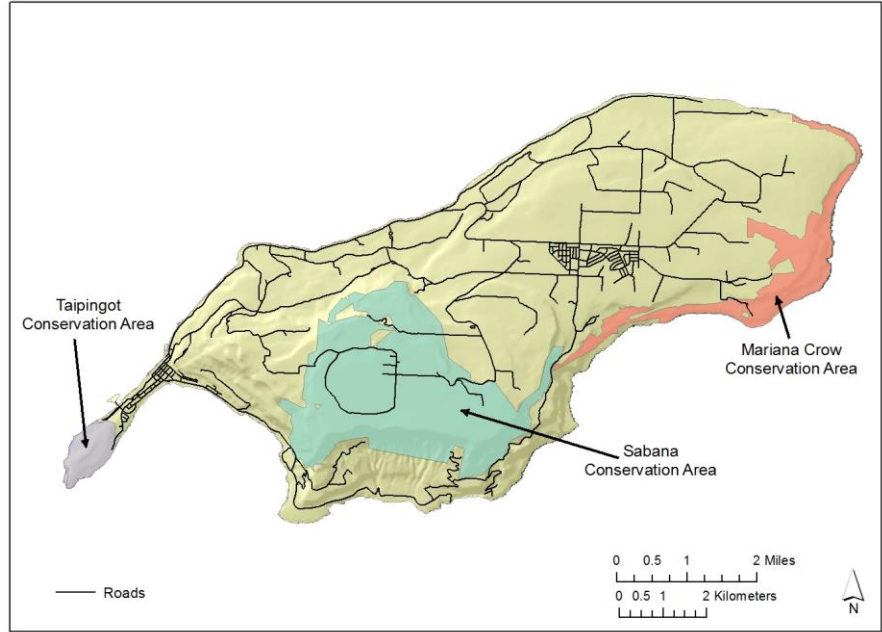 Taipingot
Conservation Area
Mariana Crow
Conservation Area
Sabana
Conservation Area
0 0.5 1 2 Miles
0 0.5 1 2 Kilometers
Roads
N